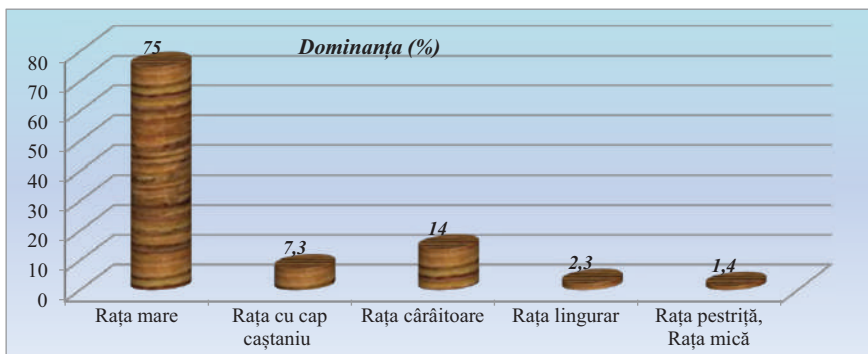 Dominanța (%)
80
70
60
50
40
30
20
10
0
75
7,3
14
2,3
1,4
Rața mare
Rața cu cap
caștaniu
Rața cârâitoare
Rața lingurar
Rața pestriță,
Rața mică